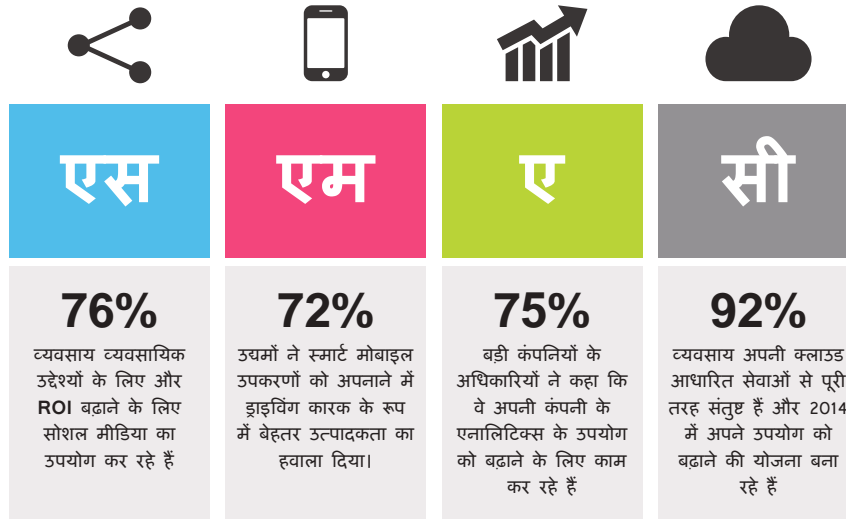 एस
76%
व्यवसाय व्यवसायिक
उद्देश्यों के लिए और
ROI बढ़ाने के लिए
सोशल मीडिया का
उपयोग कर रहे हैं
एम
72%
उद्यमों ने स्मार्ट मोबाइल
उपकरणों को अपनाने में
ड्राइविंग कारक के रूप
में बेहतर उत्पादकता का
हवाला दिया।
ए
75%
बड़ी कंपनियों के
अधिकारियों ने कहा कि
वे अपनी कंपनी के
एनालिटिक्स के उपयोग
को बढ़ाने के लिए काम
कर रहे हैं
सी
92%
व्यवसाय अपनी क्लाउड
आधारित सेवाओं से पूरी
तरह संतुष्ट हैं और 2014
में अपने उपयोग को
बढ़ाने की योजना बना
रहे हैं